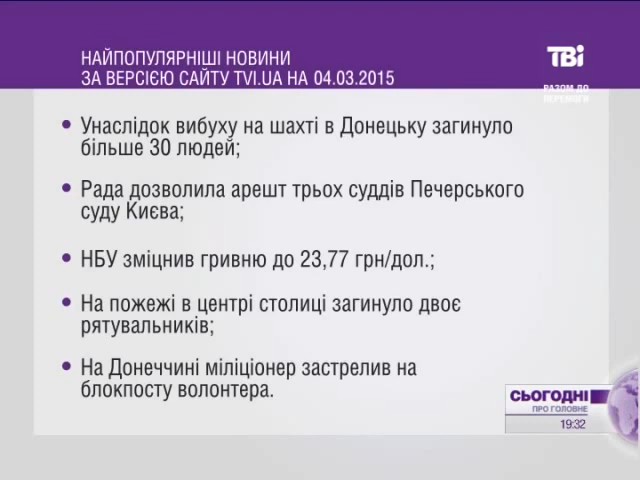 НАЙПОПУЛЯРНІШІ НОВИНИ
ЗА ВЕРСІЄЮ САЙТУ TVI.UA НА 04.03.2015
ТВі
РАЗОМ ДО
ПЕРЕМОГИ
• Унаслідок вибуху на шахті в Донецьку загинуло
більше 30 людей;
• Рада дозволила арешт трьох суддів Печерського
суду Києва;
• НБУ зміцнив гривню до 23,77 грн/дол.;
• На пожежі в центрі столиці загинуло двоє
рятувальників;
• На Донеччині міліціонер застрелив на
блокпосту волонтера.
СЬОГОДНІ
ПРО ГОЛОВНЕ
19:32